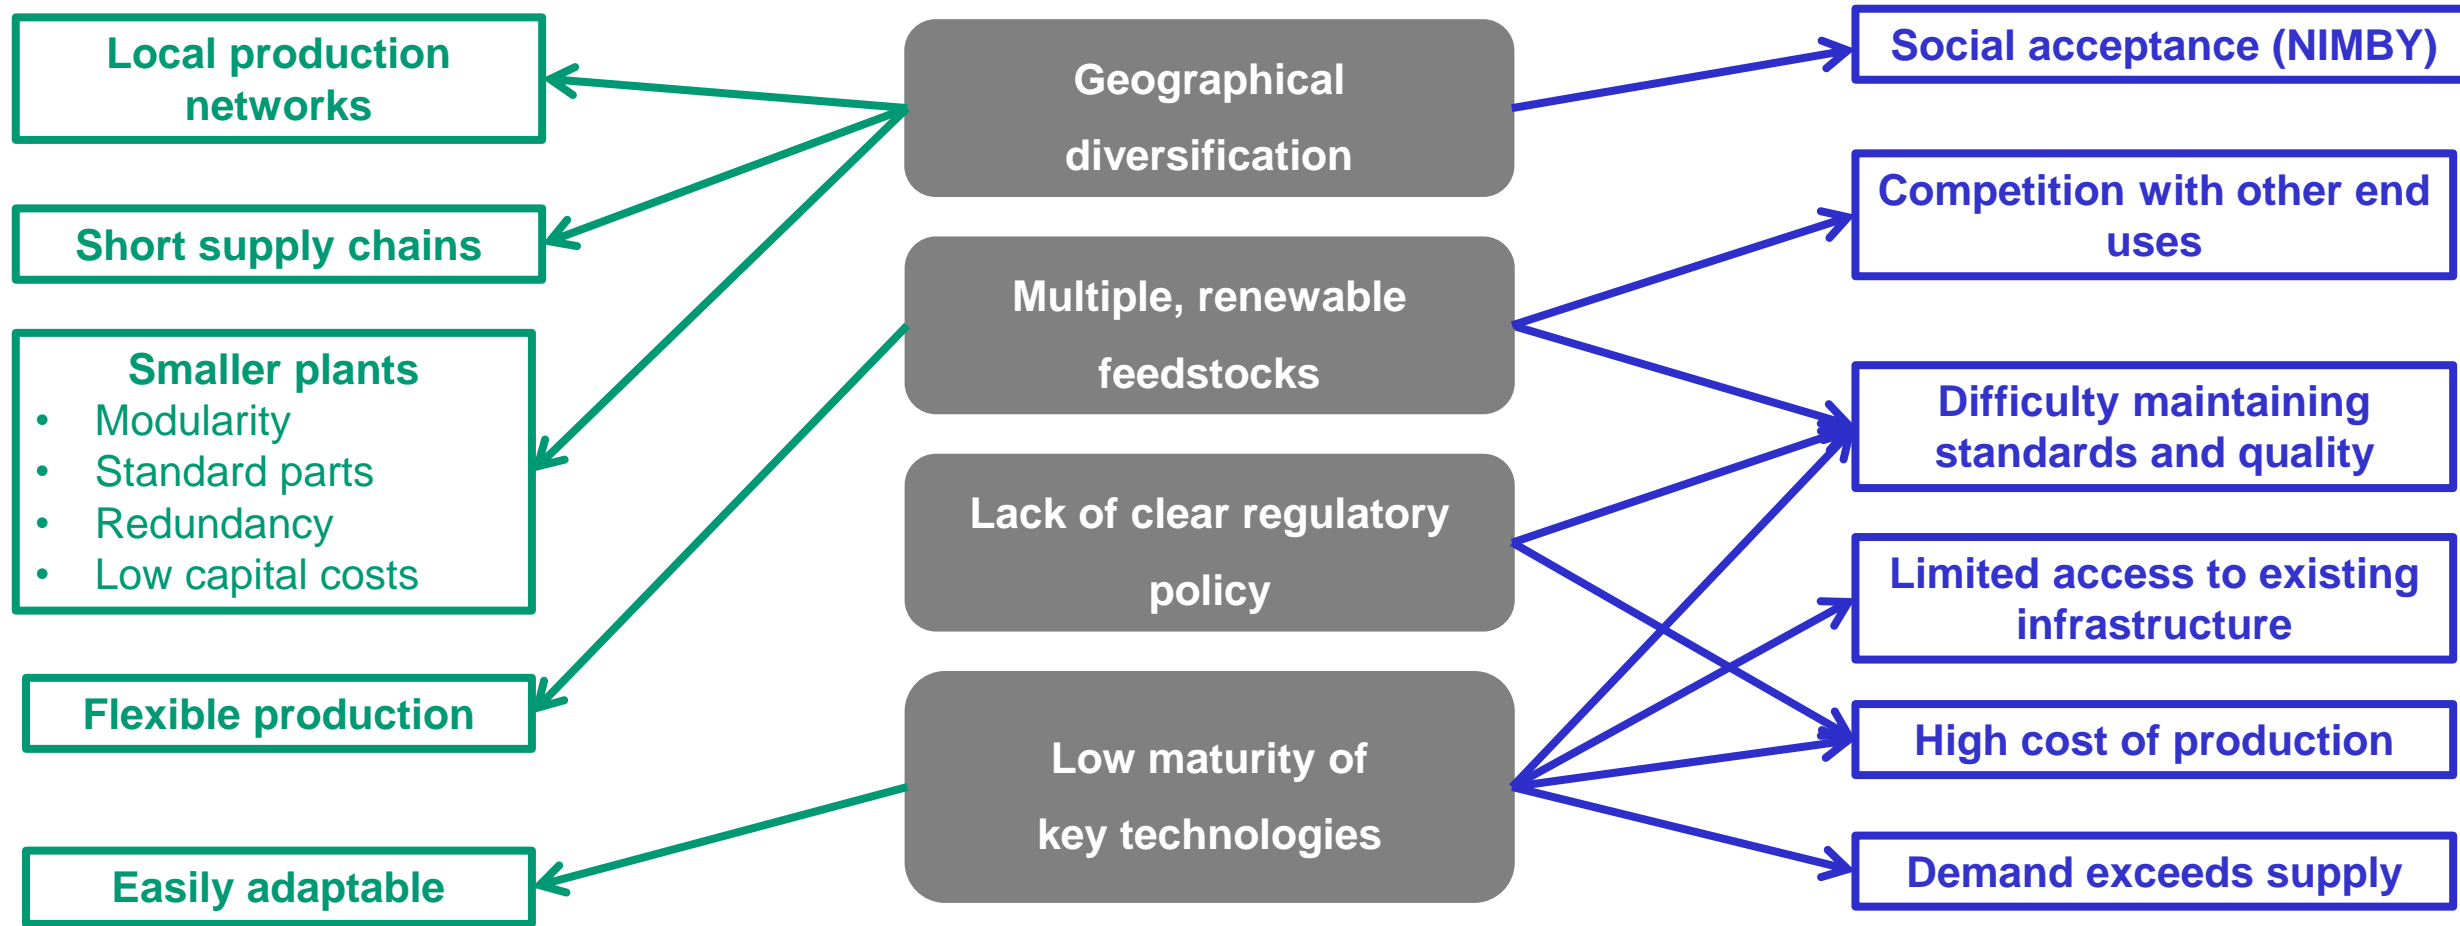 Local production
networks
Short supply chains
Smaller plants
• Modularity
• Standard parts
• Redundancy
• Low capital costs
Flexible production
Easily adaptable
Geographical
diversification
Multiple, renewable
feedstocks
Lack of clear regulatory
policy
Low maturity of
key technologies
Social acceptance (NIMBY)
Competition with other end
uses
Difficulty maintaining
standards and quality
Limited access to existing
infrastructure
High cost of production
Demand exceeds supply